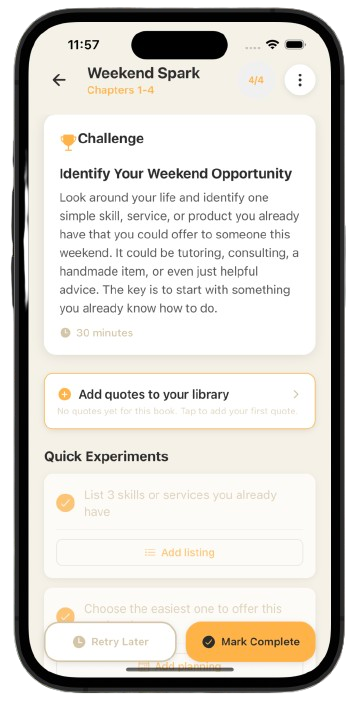 11:57
Weekend Spark
Chapters 1-4
4/4
Challenge
Identify Your Weekend Opportunity
Look around your life and identify one
simple skill, service, or product you already
have that you could offer to someone this
weekend. It could be tutoring, consulting, a
handmade item, or even just helpful
advice. The key is to start with something
you already know how to do.
30 minutes
Add quotes to your library
No quotes yet for this book. Tap to add your first quote.
Quick Experiments
List 3 skills or services you already
have
Add listing
Choose the easiest one to offer this
Retry Later
Mark Complete
Add planning